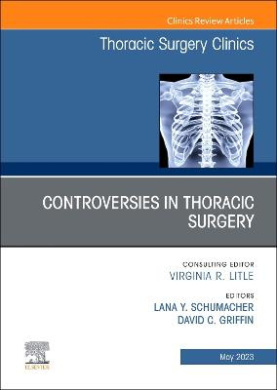 Clinics Review Articles
Thoracic Surgery Clinics
CONTROVERSIES IN THORACIC
SURGERY
CONSULTING EDITOR
VIRGINIA R. LITLE
EDITORS
LANA Y. SCHUMACHER
DAVID C. GRIFFIN
ELSEVIER
May 2023